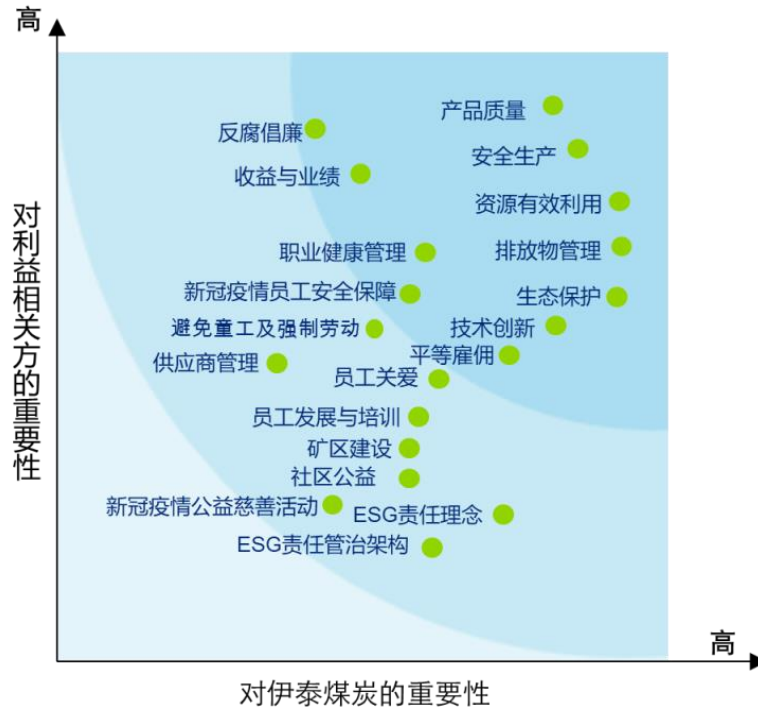 高
产品质量
反腐倡廉
安全生产
收益与业绩
资源有效利用
职业健康管理
排放物管理
新冠疫情员工安全保障
生态保护
避免童工及强制劳动
技术创新
供应商管理
平等雇佣
员工关爱
员工发展与培训
矿区建设
社区公益
新冠疫情公益慈善活动
ESG责任理念
ESG责任管治架构
对利益相关方的重要性
高
对伊泰煤炭的重要性